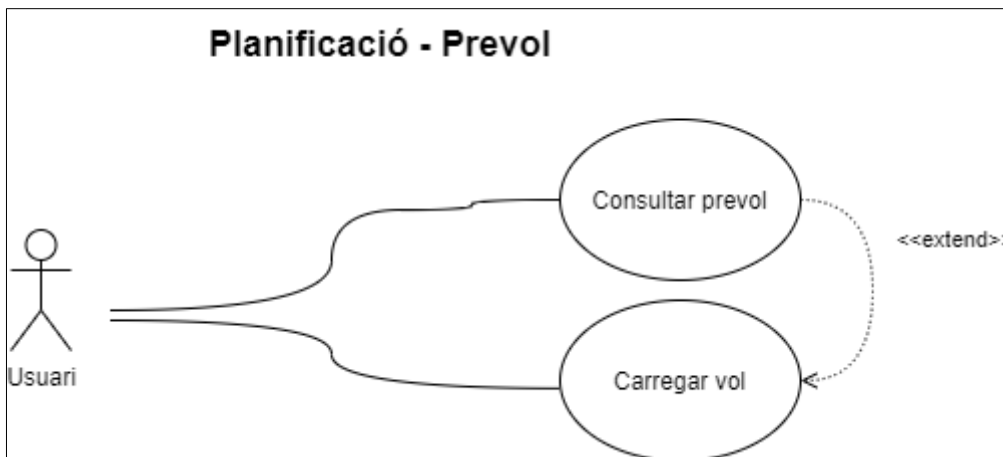 Planificació - Prevol
Consultar prevol
<<extend>>
Usuari
Carregar vol